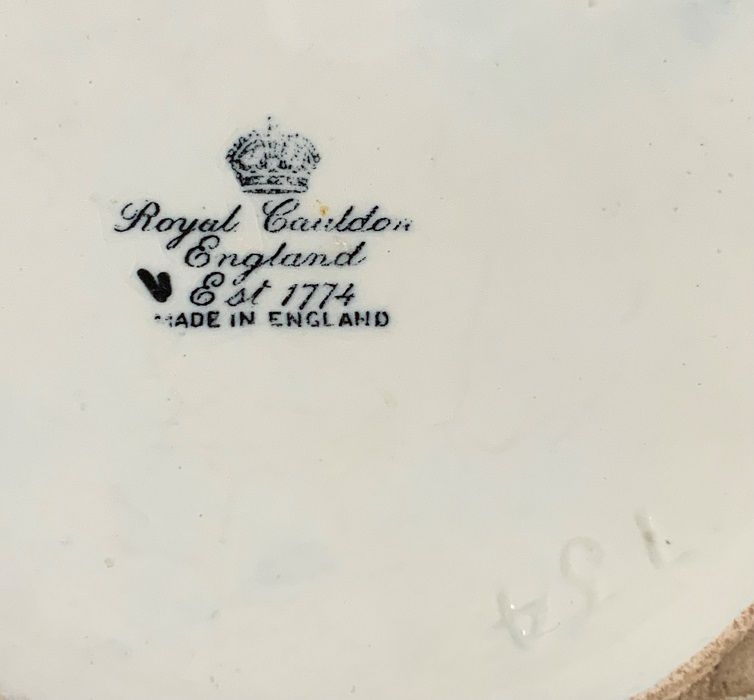 Royal Cauldon
England
Est 1774
MADE IN ENGLAND